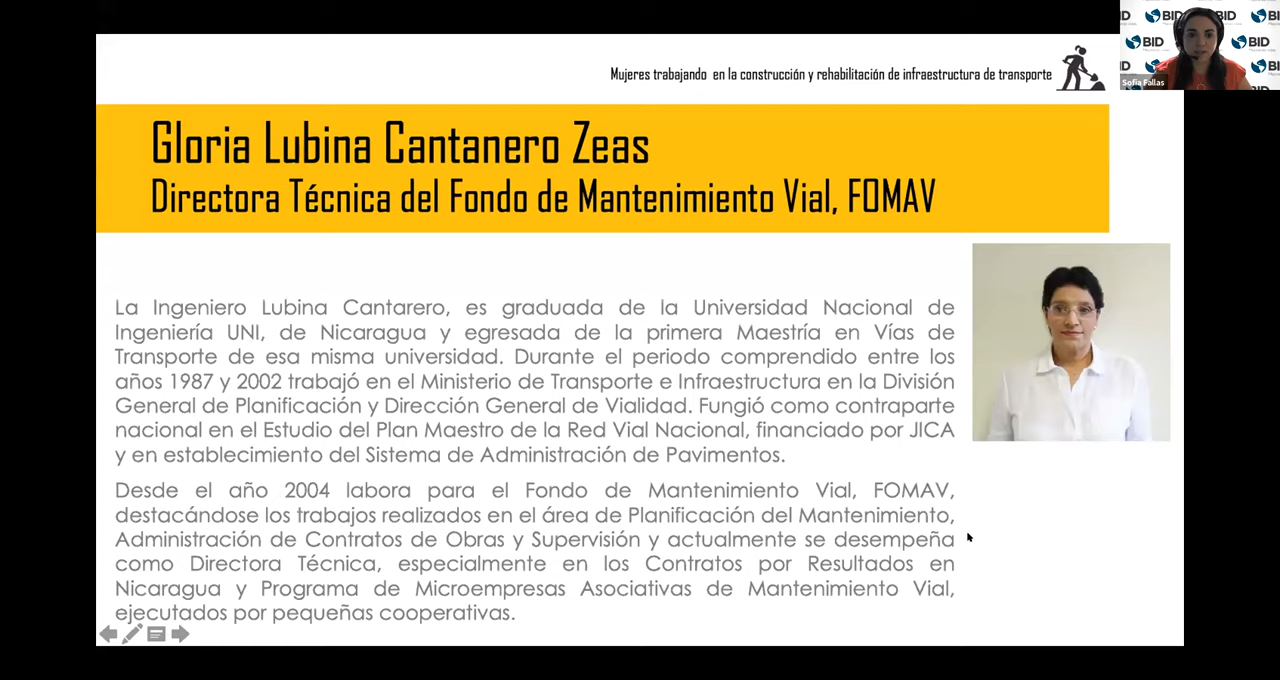 Mujeres trabajando en la construcción y rehabilitación de infraestructura de transporte
BID
BID
BID
BID
Sofía Fallas
Gloria Lubina Cantanero Zeas
Directora Técnica del Fondo de Mantenimiento Vial, FOMAV
La Ingeniero Lubina Cantarero, es graduada de la Universidad Nacional de
Ingeniería UNI, de Nicaragua y egresada de la primera Maestría en Vías de
Transporte de esa misma universidad. Durante el periodo comprendido entre los
años 1987 y 2002 trabajó en el Ministerio de Transporte e Infraestructura en la División
General de Planificación y Dirección General de Vialidad. Fungió como contraparte
nacional en el Estudio del Plan Maestro de la Red Vial Nacional, financiado por JICA
y en establecimiento del Sistema de Administración de Pavimentos.
Desde el año 2004 labora para el Fondo de Mantenimiento Vial, FOMAV,
destacándose los trabajos realizados en el área de Planificación del Mantenimiento,
Administración de Contratos de Obras y Supervisión y actualmente se desempeña
como Directora Técnica, especialmente en los Contratos por Resultados en
Nicaragua y Programa de Microempresas Asociativas de Mantenimiento Vial,
ejecutados por pequeñas cooperativas.